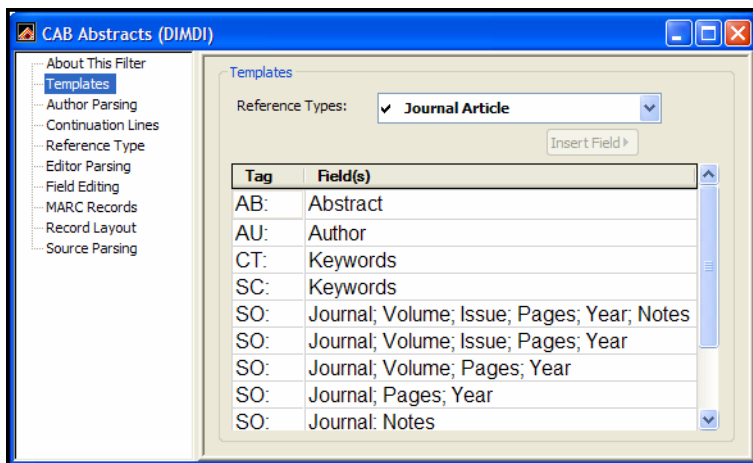 CAB Abstracts (DIMDI)
About This Filter
Templates
Author Parsing
Continuation Lines
Reference Type
Editor Parsing
Field Editing
MARC Records
Record Layout
Source Parsing
Templates
Reference Types: ✔ Journal Article
Insert Field
Tag Field(s)
AB: Abstract
AU: Author
CT: Keywords
SC: Keywords
SO: Journal; Volume; Issue; Pages; Year; Notes
SO: Journal; Volume; Issue; Pages; Year
SO: Journal; Volume; Pages; Year
SO: Journal; Pages; Year
SO: Journal: Notes